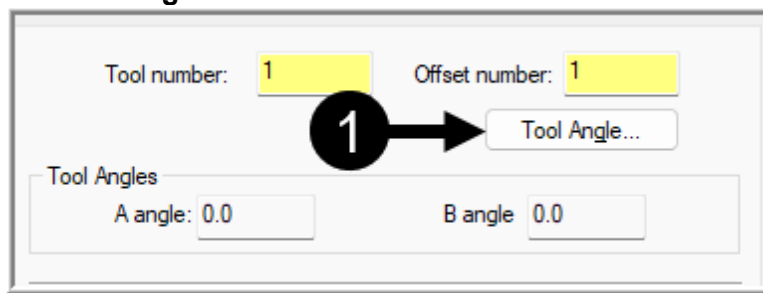 Tool number: 1 Offset number: 1
1 Tool Angle...
Tool Angles
A angle: 0.0 B angle 0.0